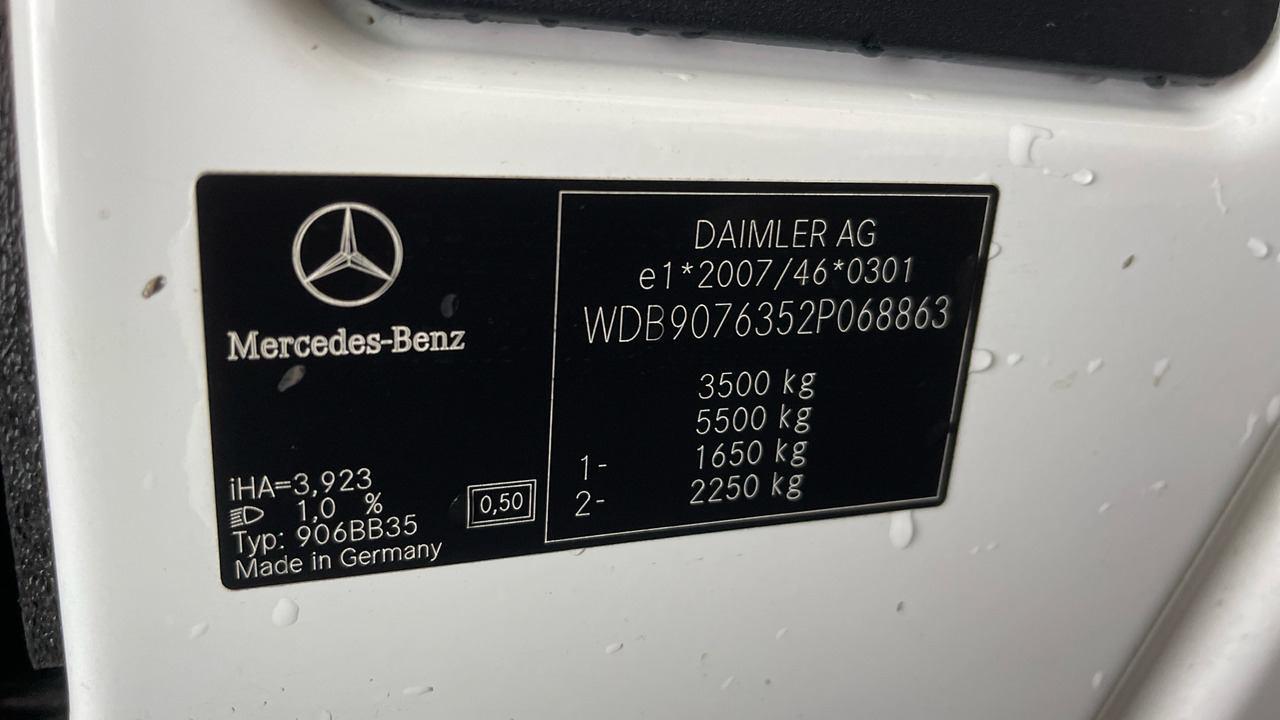 Mercedes-Benz
iHA=3,923
1,0 %
Typ: 906BB35
Made in Germany
0,50
DAIMLER AG
e1*2007/46*0301
WDB9076352P068863
3500 kg
5500 kg
1- 1650 kg
2- 2250 kg